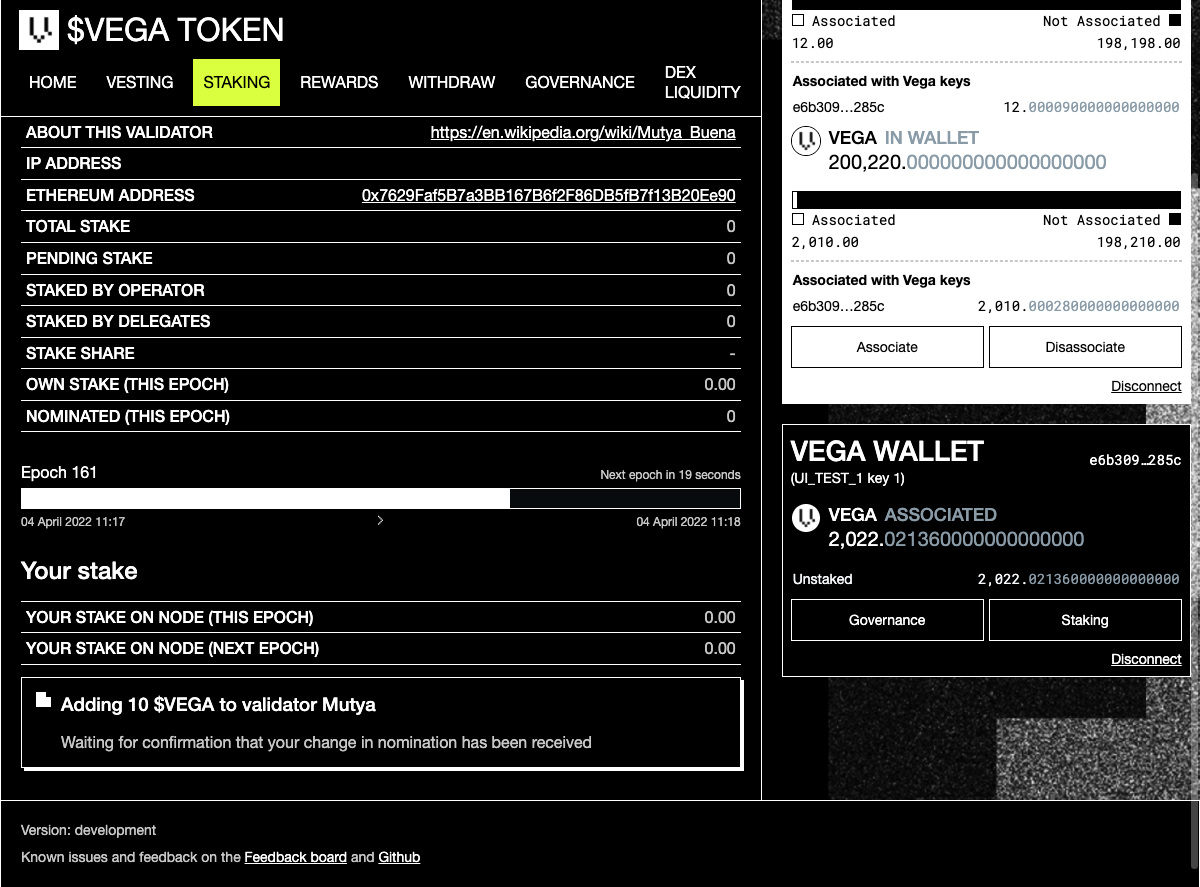 $VEGA TOKEN
HOME VESTING STAKING REWARDS WITHDRAW GOVERNANCE DEX LIQUIDITY
ABOUT THIS VALIDATOR https://en.wikipedia.org/wiki/Mutya_Buena
IP ADDRESS
ETHEREUM ADDRESS 0x7629Faf5B7a3BB167B6f2F86DB5fB7f13B20Ee90
TOTAL STAKE 0
PENDING STAKE 0
STAKED BY OPERATOR 0
STAKED BY DELEGATES 0
STAKE SHARE -
OWN STAKE (THIS EPOCH) 0.00
NOMINATED (THIS EPOCH) 0
Epoch 161 Next epoch in 19 seconds
04 April 2022 11:17 04 April 2022 11:18
Your stake
YOUR STAKE ON NODE (THIS EPOCH) 0.00
YOUR STAKE ON NODE (NEXT EPOCH) 0.00
Adding 10 $VEGA to validator Mutya
Waiting for confirmation that your change in nomination has been received
Associated Not Associated
12.00 198,198.00
Associated with Vega keys
e6b309…285c 12.000090000000000000
VEGA IN WALLET
200,220.000000000000000000
Associated Not Associated
2,010.00 198,210.00
Associated with Vega keys
e6b309…285c 2,010.000280000000000000
Associate Disassociate
Disconnect
VEGA WALLET e6b309…285c
(UI_TEST_1 key 1)
VEGA ASSOCIATED
2,022.021360000000000000
Unstaked 2,022.021360000000000000
Governance Staking
Disconnect
Version: development
Known issues and feedback on the Feedback board and Github